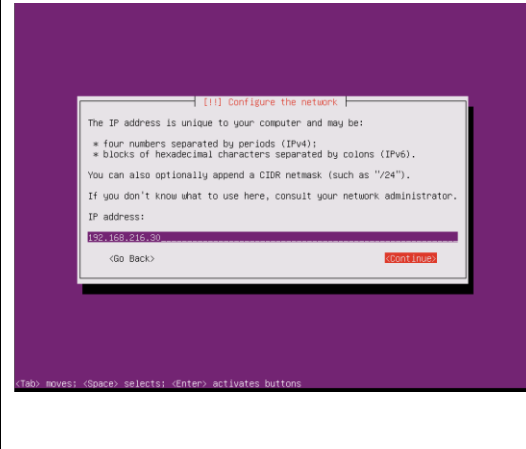 [!!] Configure the network
The IP address is unique to your computer and may be:
* four numbers separated by periods (IPv4);
* blocks of hexadecimal characters separated by colons (IPv6).
You can also optionally append a CIDR netmask (such as "/24").
If you don't know what to use here, consult your network administrator.
IP address:
192.168.216.30
<Go Back> <Continue>
<Tab> moves; <Space> selects; <Enter> activates buttons